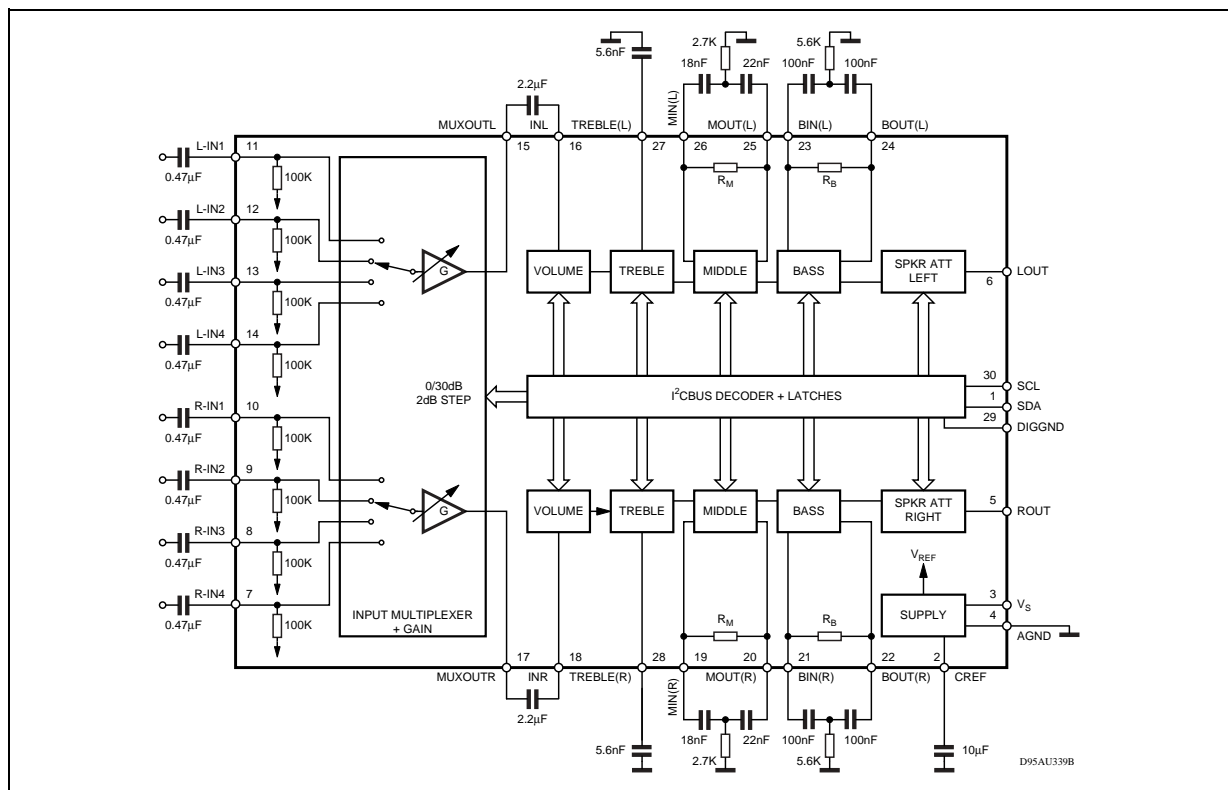 5.6nF
2.7K
5.6K
18nF 22nF 100nF 100nF
2.2μF
MUXOUTL INL TREBLE(L) MIN(L) MOUT(L) BIN(L) BOUT(L)
15 16 27 26 25 23 24
L-IN1 11
0.47μF 100K
RM RB
L-IN2 12
0.47μF 100K
L-IN3 13
0.47μF 100K
G
VOLUME TREBLE MIDDLE BASS SPKR ATT LEFT
6 LOUT
L-IN4 14
0.47μF 100K
0/30dB
2dB STEP
I²CBUS DECODER + LATCHES
30 SCL
1 SDA
29 DIGGND
R-IN1 10
0.47μF 100K
R-IN2 9
0.47μF 100K
G
VOLUME TREBLE MIDDLE BASS SPKR ATT RIGHT
5 ROUT
R-IN3 8
0.47μF 100K
VREF
R-IN4 7
0.47μF 100K
INPUT MULTIPLEXER
+ GAIN
RM RB
SUPPLY
3 VS
4 AGND
17 18 28 19 20 21 22 2
MUXOUTR INR TREBLE(R) MIN(R) MOUT(R) BIN(R) BOUT(R) CREF
2.2μF
5.6nF
18nF 22nF 100nF 100nF
2.7K
5.6K
10μF
D95AU339B